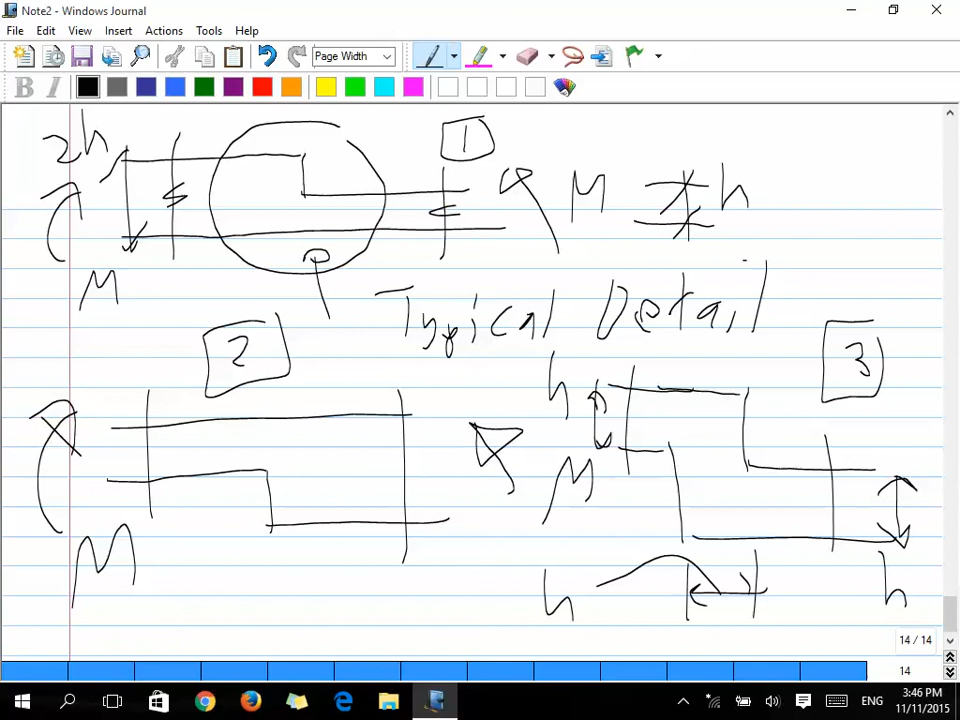 Note2 - Windows Journal
File Edit View Insert Actions Tools Help
Page Width
B I
2h
1
M
h
M
Typical Detail
2
3
h
M
M
h
h
14 / 14
14
ENG
3:46 PM
11/11/2015